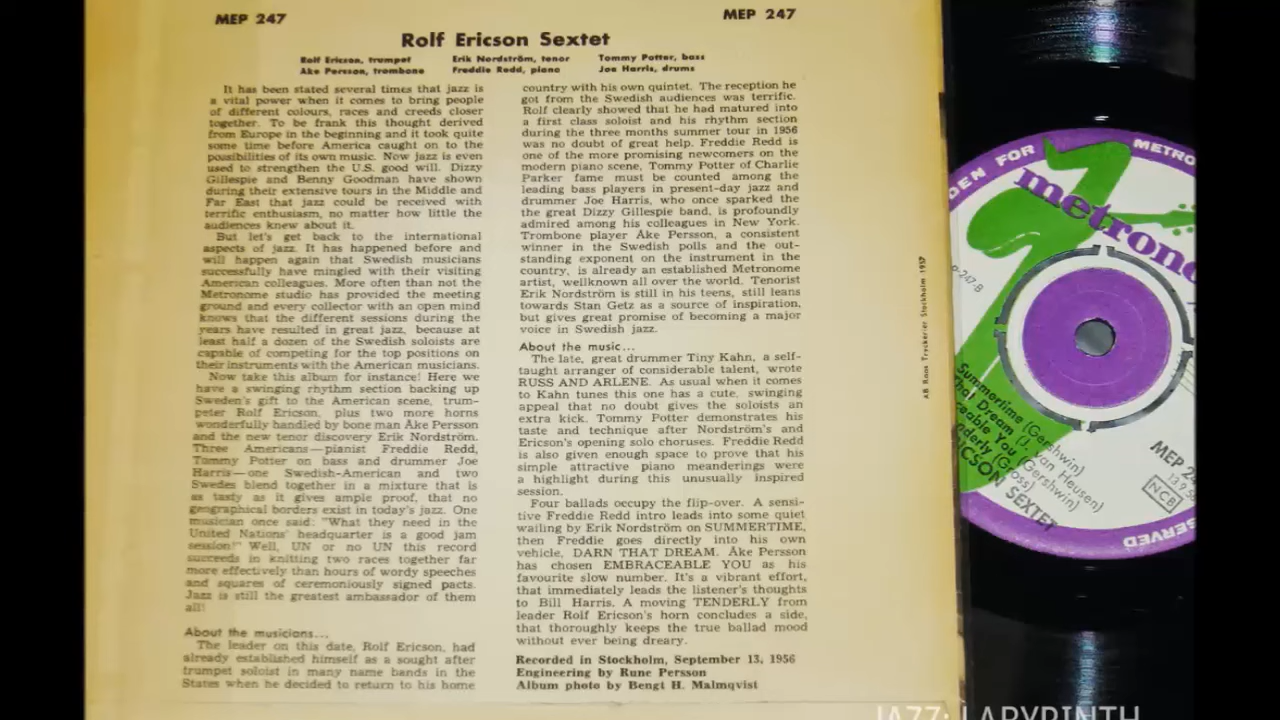 MEP 247
MEP 247
Rolf Ericson Sextet
Rolf Ericson, trumpet Erik Nordström, tenor Tommy Potter, bass
Åke Persson, trombone Freddie Redd, piano Joe Harris, drums
It has been stated several times that jazz is
a vital power when it comes to bring people
of different colours, races and creeds closer
together. To be frank this thought derived
from Europe in the beginning and it took quite
some time before America caught on to the
possibilities of its own music. Now jazz is even
used to strengthen the U.S. good will. Dizzy
Gillespie and Benny Goodman have shown
during their extensive tours in the Middle and
Far East that jazz could be received with
terrific enthusiasm, no matter how little the
audiences knew about it.
But let's get back to the international
aspects of jazz. It has happened before and
will happen again that Swedish musicians
successfully have mingled with their visiting
American colleagues. More often than not the
Metronome studio has provided the meeting
ground and every collector with an open mind
knows that the different sessions during the
years have resulted in great jazz, because at
least half a dozen of the Swedish soloists are
capable of competing for the top positions on
their instruments with the American musicians.
Now take this album for instance! Here we
have a swinging rhythm section backing up
Sweden's gift to the American scene, trum-
peter Rolf Ericson, plus two more horns
wonderfully handled by bone man Åke Persson
and the new tenor discovery Erik Nordström.
Three Americans—pianist Freddie Redd,
Tommy Potter on bass and drummer Joe
Harris—one Swedish-American and two
Swedes blend together in a mixture that is
as tasty as it gives ample proof, that no
geographical borders exist in today's jazz. One
musician once said: "What they need in the
United Nations' headquarter is a good jam
session!" Well, UN or no UN this record
succeeds in knitting two races together far
more effectively than hours of wordy speeches
and squares of ceremoniously signed pacts.
Jazz is still the greatest ambassador of them
all!
About the musicians...
The leader on this date, Rolf Ericson, had
already established himself as a sought after
trumpet soloist in many name bands in the
States when he decided to return to his home
country with his own quintet. The reception he
got from the Swedish audiences was terrific.
Rolf clearly showed that he had matured into
a first class soloist and his rhythm section
during the three months summer tour in 1956
was no doubt of great help. Freddie Redd is
one of the more promising newcomers on the
modern piano scene, Tommy Potter of Charlie
Parker fame must be counted among the
leading bass players in present-day jazz and
drummer Joe Harris, who once sparked the
the great Dizzy Gillespie band, is profoundly
admired among his colleagues in New York.
Trombone player Åke Persson, a consistent
winner in the Swedish polls and the out-
standing exponent on the instrument in the
country, is already an established Metronome
artist, wellknown all over the world. Tenorist
Erik Nordström is still in his teens, still leans
towards Stan Getz as a source of inspiration,
but gives great promise of becoming a major
voice in Swedish jazz.
About the music...
The late, great drummer Tiny Kahn, a self-
taught arranger of considerable talent, wrote
RUSS AND ARLENE. As usual when it comes
to Kahn tunes this one has a cute, swinging
appeal that no doubt gives the soloists an
extra kick. Tommy Potter demonstrates his
taste and technique after Nordström's and
Ericson's opening solo choruses. Freddie Redd
is also given enough space to prove that his
simple attractive piano meanderings were
a highlight during this unusually inspired
session.
Four ballads occupy the flip-over. A sensi-
tive Freddie Redd intro leads into some quiet
wailing by Erik Nordström on SUMMERTIME,
then Freddie goes directly into his own
vehicle, DARN THAT DREAM. Åke Persson
has chosen EMBRACEABLE YOU as his
favourite slow number. It's a vibrant effort,
that immediately leads the listener's thoughts
to Bill Harris. A moving TENDERLY from
leader Rolf Ericson's horn concludes a side,
that thoroughly keeps the true ballad mood
without ever being dreary.
Recorded in Stockholm, September 13, 1956
Engineering by Rune Persson
Album photo by Bengt H. Malmqvist
AB Roos Tryckerier Stockholm 1957
DEN FOR METRO
metrono
p-247-B
Summertime (Gershwin)
hat Dream (J. van Heusen)
ceable You (Gershwin)
nderly (Gross)
ICSON SEXTET
MEP 24
13 9 5
NCB
SERVED
JAZZ: LABYRINTH